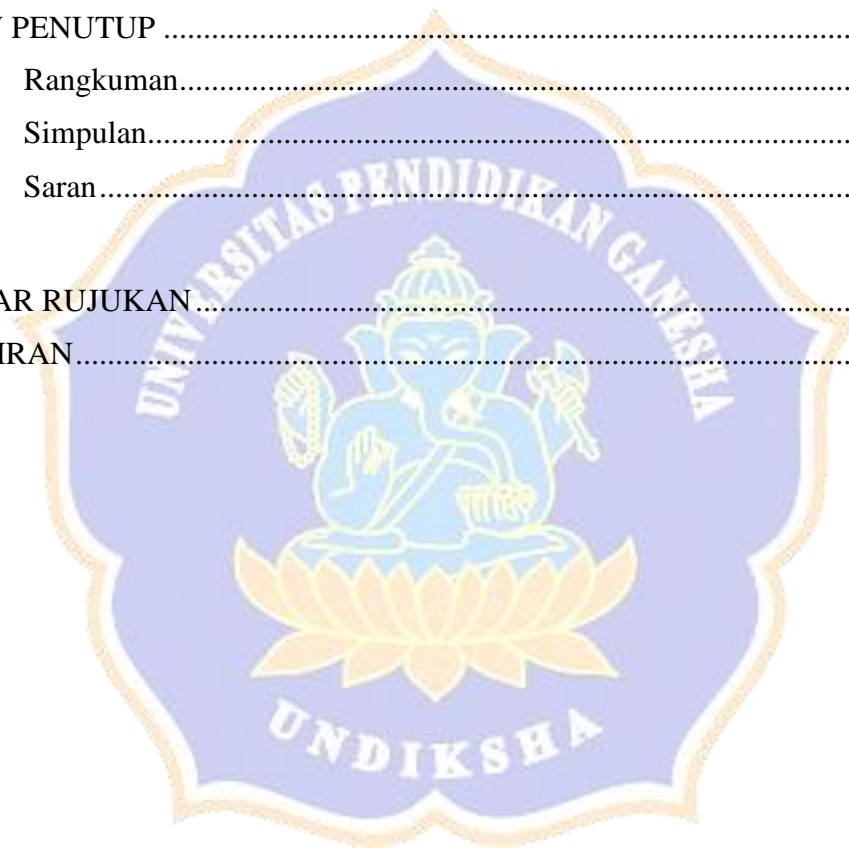 PENUTUP ................................................................................
Rangkuman................................................................................
Simpulan................................................................................
Saran................................................................................
UNIVERSITAS PENDIDIKAN GANESHA
AR RUJUKAN................................................................................
IRAN................................................................................
UNDIKSHA